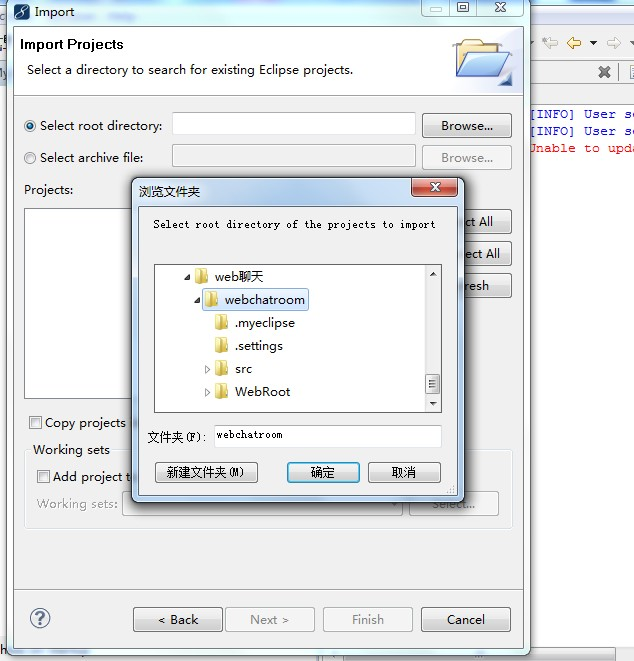 Import
Import Projects
Select a directory to search for existing Eclipse projects.
Select root directory:
Browse...
Select archive file:
Browse...
Projects:
浏览文件夹
Select root directory of the projects to import
web聊天
webchatroom
.myeclipse
.settings
src
WebRoot
文件夹(F):
webchatroom
新建文件夹(M)
确定
取消
ct All
ect All
resh
Copy projects
Working sets
Add project t
Working sets:
Select...
< Back
Next >
Finish
Cancel
[INFO] User se
[INFO] User se
Unable to upda